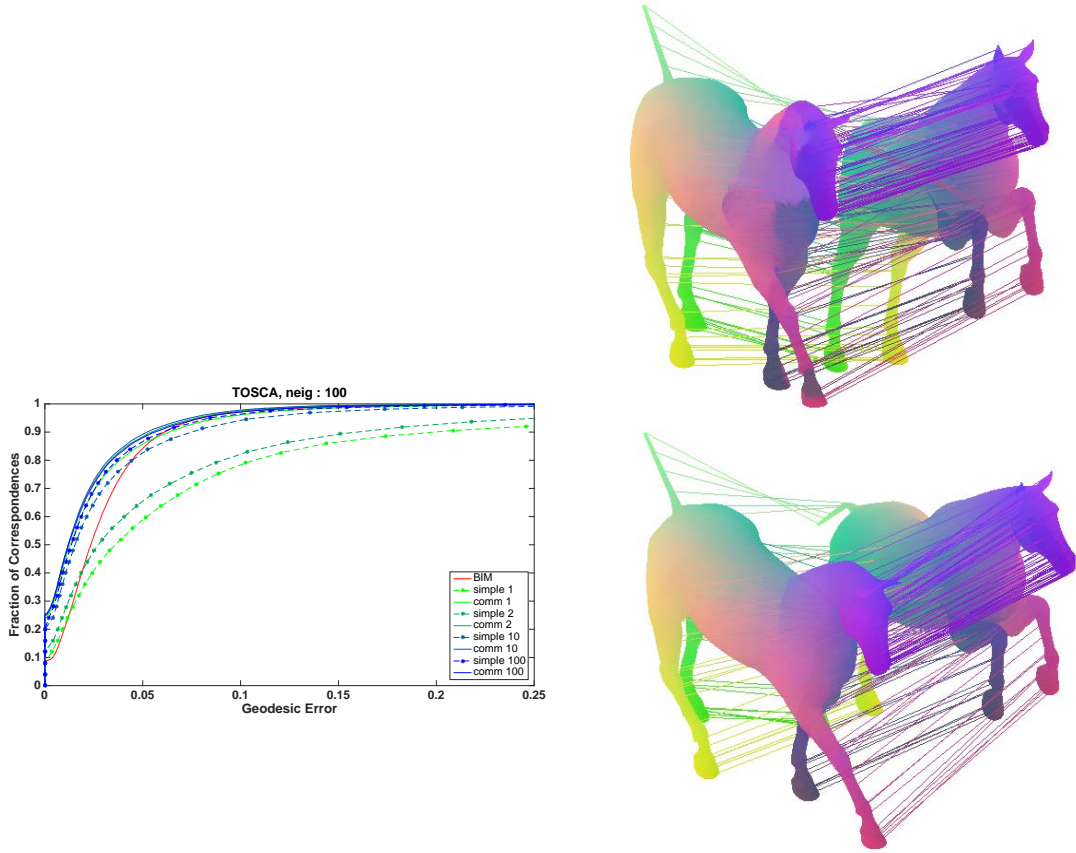 TOSCA, neig : 100
Fraction of Correspondences
1
0.9
0.8
0.7
0.6
0.5
0.4
0.3
0.2
0.1
0
0 0.05 0.1 0.15 0.2 0.25
Geodesic Error
BIM
simple 1
comm 1
simple 2
comm 2
simple 10
comm 10
simple 100
comm 100